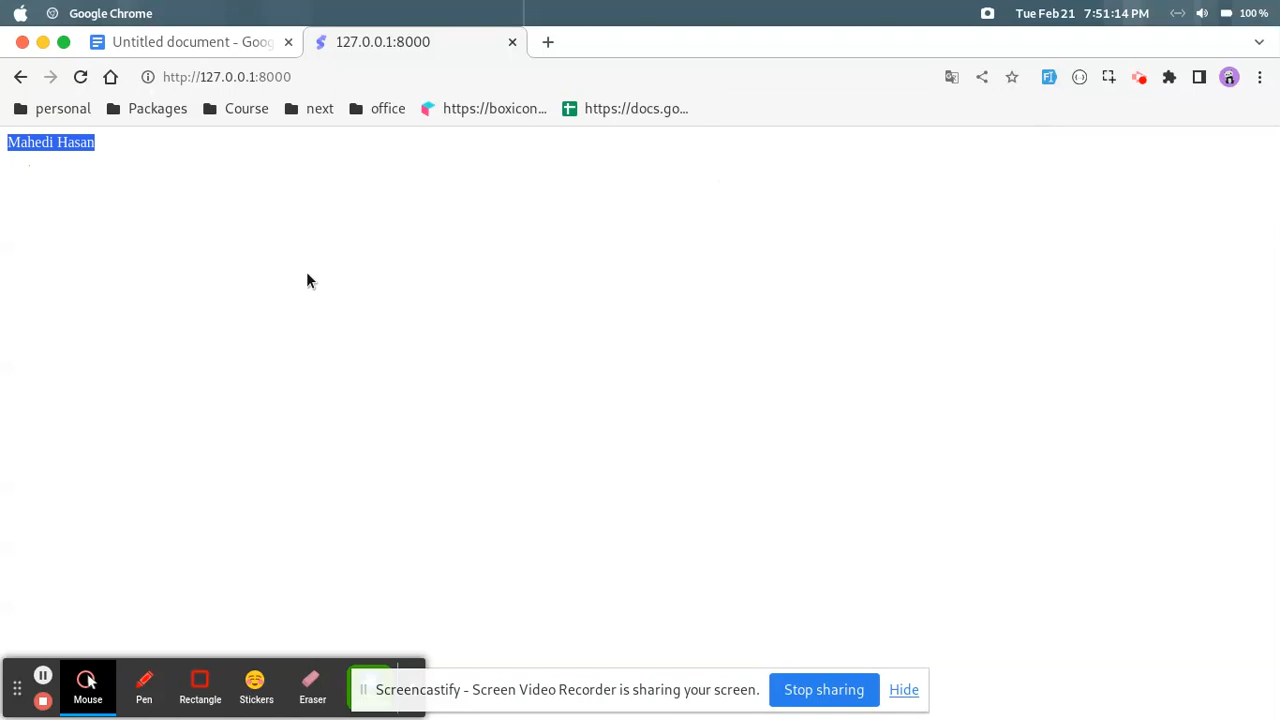 Google Chrome
Tue Feb 21 7:51:14 PM
100 %
Untitled document - Goog
127.0.0.1:8000
http://127.0.0.1:8000
personal
Packages
Course
next
office
https://boxicon...
https://docs.go...
Mahedi Hasan
Mouse
Pen
Rectangle
Stickers
Eraser
Screencastify - Screen Video Recorder is sharing your screen.
Stop sharing
Hide